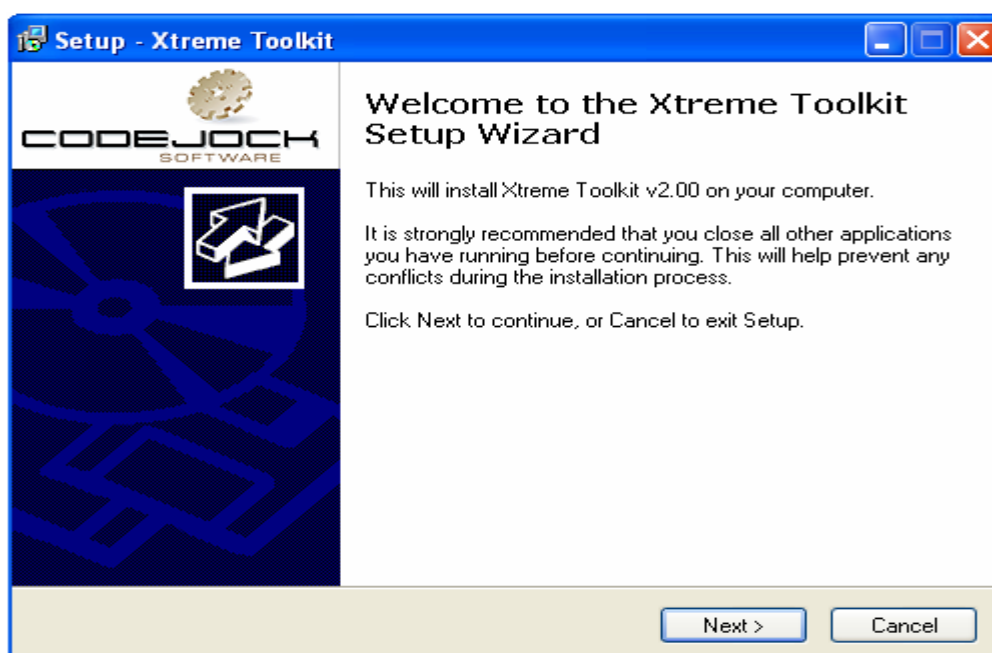 Setup - Xtreme Toolkit
CODEJOCK
SOFTWARE
Welcome to the Xtreme Toolkit
Setup Wizard
This will install Xtreme Toolkit v2.00 on your computer.
It is strongly recommended that you close all other applications
you have running before continuing. This will help prevent any
conflicts during the installation process.
Click Next to continue, or Cancel to exit Setup.
Next >
Cancel